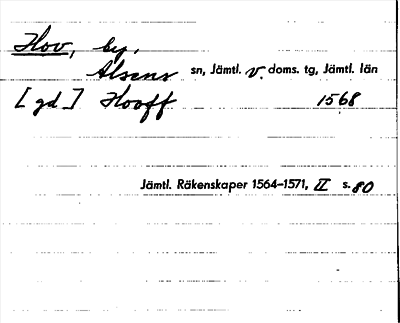 Hov, by,
Alsens sn, Jämtl. v. doms. tg, Jämtl. län
[gd.] Hooff 1568
Jämtl. Räkenskaper 1564–1571, II s. 80